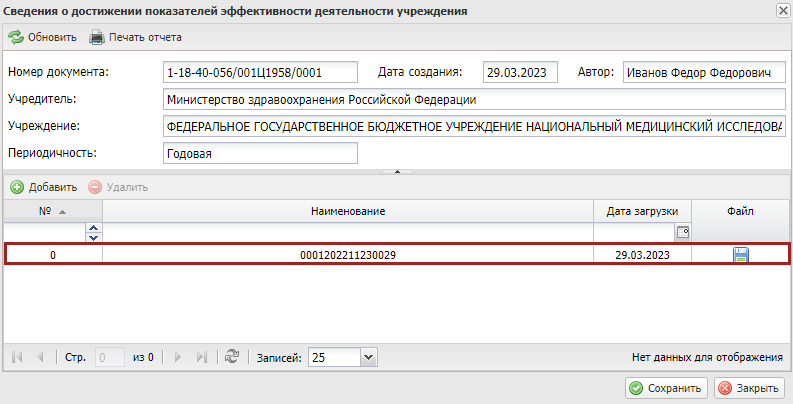 Сведения о достижении показателей эффективности деятельности учреждения
Обновить Печать отчета
Номер документа: 1-18-40-056/001Ц1958/0001 Дата создания: 29.03.2023 Автор: Иванов Федор Федорович
Учредитель: Министерство здравоохранения Российской Федерации
Учреждение: ФЕДЕРАЛЬНОЕ ГОСУДАРСТВЕННОЕ БЮДЖЕТНОЕ УЧРЕЖДЕНИЕ НАЦИОНАЛЬНЫЙ МЕДИЦИНСКИЙ ИССЛЕДОВА
Периодичность: Годовая
Добавить Удалить
№ Наименование Дата загрузки Файл
0 0001202211230029 29.03.2023
Стр. 0 из 0 Записей: 25 Нет данных для отображения
Сохранить Закрыть